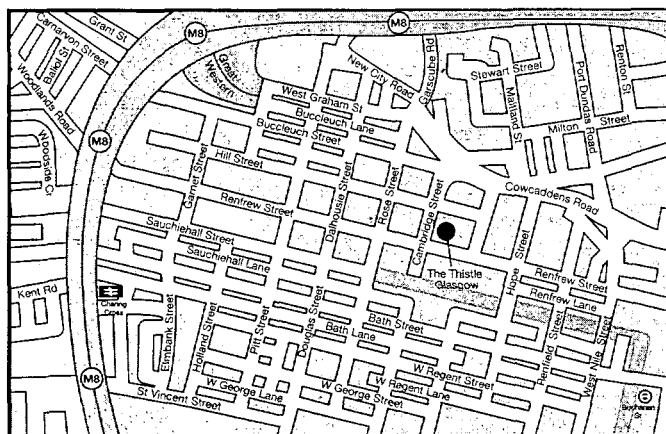 Grant St
Carnarvon Street
Baliol St
Woodlands Road
Woodside Cr
M8
M8
M8
M8
Great Western
New City Road
Garscube Rd
Stewart Street
Maitland St
Port Dundas Road
Renton St
Milton Street
West Graham St
Buccleuch Lane
Buccleuch Street
Hill Street
Garnet Street
Renfrew Street
Dalhousie Street
Rose Street
Cambridge Street
Cowcaddens Road
Sauchiehall Street
Sauchiehall Lane
The Thistle
Glasgow
Hope Street
Renfrew Street
Renfrew Lane
Kent Rd
Charing
Cross
Elmbank Street
Holland Street
Pitt Street
Douglas Street
Bath Street
Bath Lane
W Regent Street
W Regent Lane
Renfield Street
West Nile Street
W George Lane
W George Street
St Vincent Street
Buchanan
St